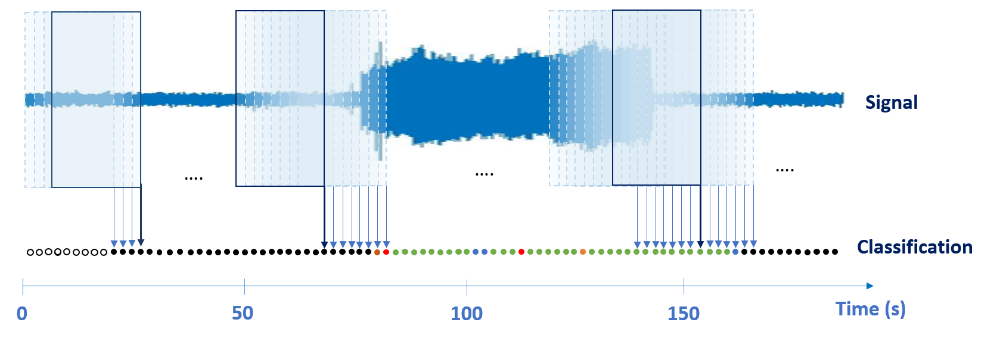 Signal
....
....
....
Classification
0
50
100
150
Time (s)